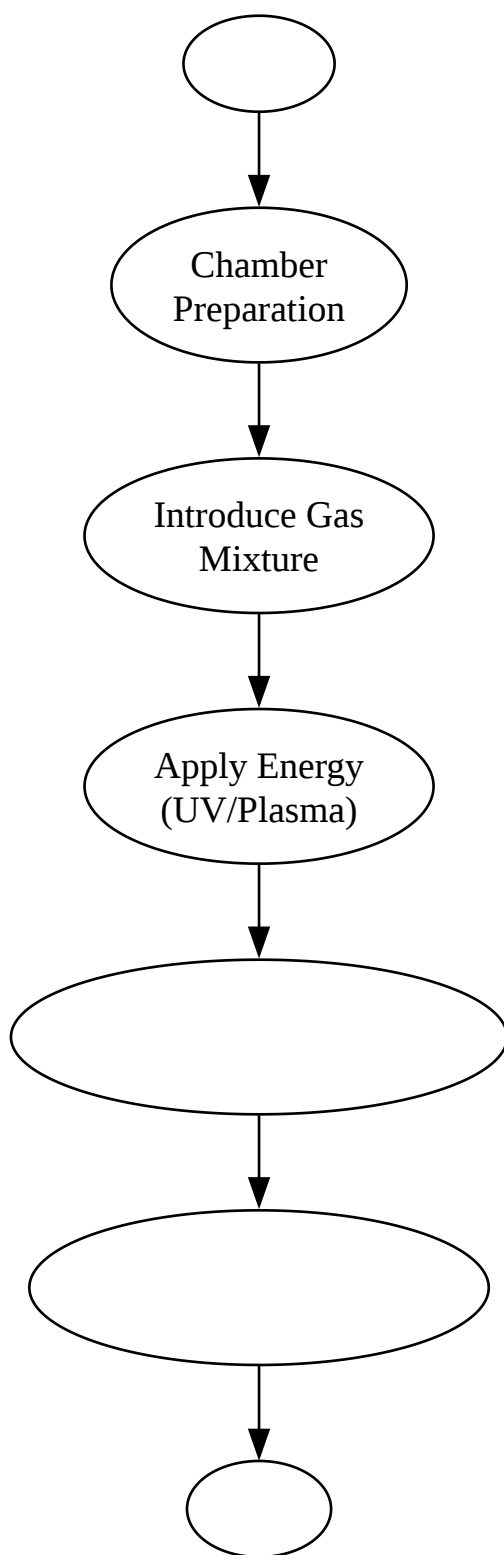 Chamber
Preparation
Introduce Gas
Mixture
Apply Energy
(UV/Plasma)